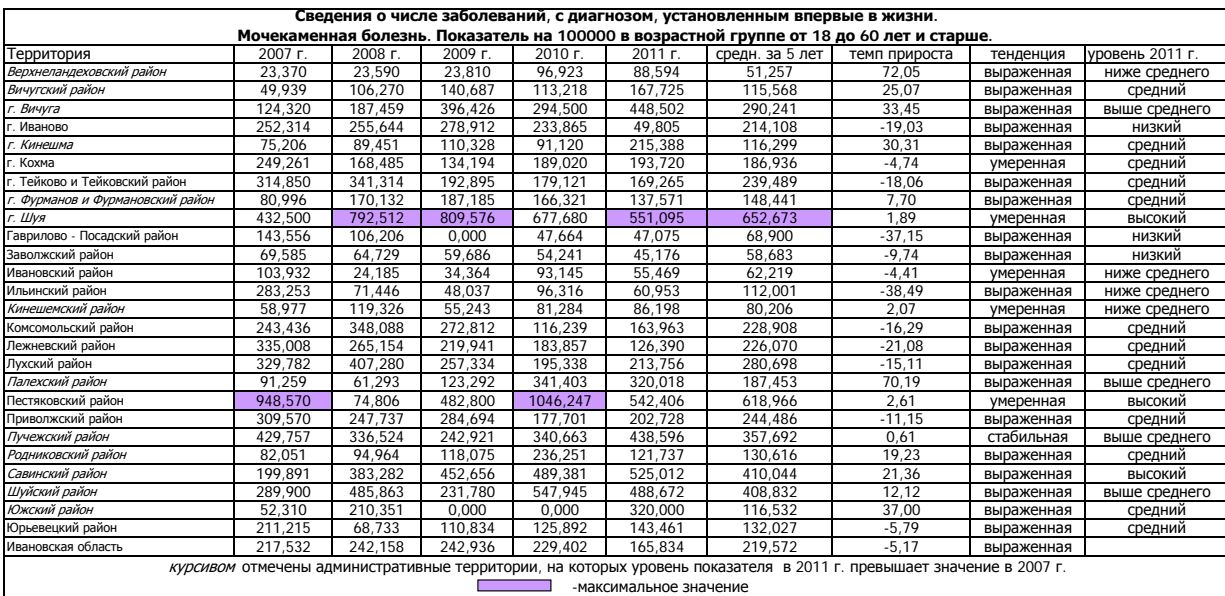 Сведения о числе заболеваний, с диагнозом, установленным впервые в жизни.
Мочекаменная болезнь. Показатель на 100000 в возрастной группе от 18 до 60 лет и старше.
Территория 2007 г. 2008 г. 2009 г. 2010 г. 2011 г. средн. за 5 лет темп прироста тенденция уровень 2011 г.
Верхнеландеховский район 23,370 23,590 23,810 96,923 88,594 51,257 72,05 выраженная ниже среднего
Вичугский район 49,939 106,270 140,687 113,218 167,725 115,568 25,07 выраженная средний
г. Вичуга 124,320 187,459 396,426 294,500 448,502 290,241 33,45 выраженная выше среднего
г. Иваново 252,314 255,644 278,912 233,865 49,805 214,108 -19,03 выраженная низкий
г. Кинешма 75,206 89,451 110,328 91,120 215,388 116,299 30,31 выраженная средний
г. Кохма 249,261 168,485 134,194 189,020 193,720 186,936 -4,74 умеренная средний
г. Тейково и Тейковский район 314,850 341,314 192,895 179,121 169,265 239,489 -18,06 выраженная средний
г. Фурманов и Фурмановский район 80,996 170,132 187,185 166,321 137,571 148,441 7,70 выраженная средний
г. Шуя 432,500 792,512 809,576 677,680 551,095 652,673 1,89 умеренная высокий
Гаврилово - Посадский район 143,556 106,206 0,000 47,664 47,075 68,900 -37,15 выраженная низкий
Заволжский район 69,585 64,729 59,686 54,241 45,176 58,683 -9,74 выраженная низкий
Ивановский район 103,932 24,185 34,364 93,145 55,469 62,219 -4,41 умеренная ниже среднего
Ильинский район 283,253 71,446 48,037 96,316 60,953 112,001 -38,49 выраженная ниже среднего
Кинешемский район 58,977 119,326 55,243 81,284 86,198 80,206 2,07 умеренная ниже среднего
Комсомольский район 243,436 348,088 272,812 116,239 163,963 228,908 -16,29 выраженная средний
Лежневский район 335,008 265,154 219,941 183,857 126,390 226,070 -21,08 выраженная средний
Лухский район 329,782 407,280 257,334 195,338 213,756 280,698 -15,11 выраженная средний
Палехский район 91,259 61,293 123,292 341,403 320,018 187,453 70,19 выраженная выше среднего
Пестяковский район 948,570 74,806 482,800 1046,247 542,406 618,966 2,61 умеренная высокий
Приволжский район 309,570 247,737 284,694 177,701 202,728 244,486 -11,15 выраженная средний
Пучежский район 429,757 336,524 242,921 340,663 438,596 357,692 0,61 стабильная выше среднего
Родниковский район 82,051 94,964 118,075 236,251 121,737 130,616 19,23 выраженная средний
Савинский район 199,891 383,282 452,656 489,381 525,012 410,044 21,36 выраженная высокий
Шуйский район 289,900 485,863 231,780 547,945 488,672 408,832 12,12 выраженная выше среднего
Южский район 52,310 210,351 0,000 0,000 320,000 116,532 37,00 выраженная средний
Юрьевецкий район 211,215 68,733 110,834 125,892 143,461 132,027 -5,79 выраженная средний
Ивановская область 217,532 242,158 242,936 229,402 165,834 219,572 -5,17 выраженная
курсивом отмечены административные территории, на которых уровень показателя в 2011 г. превышает значение в 2007 г.
-максимальное значение